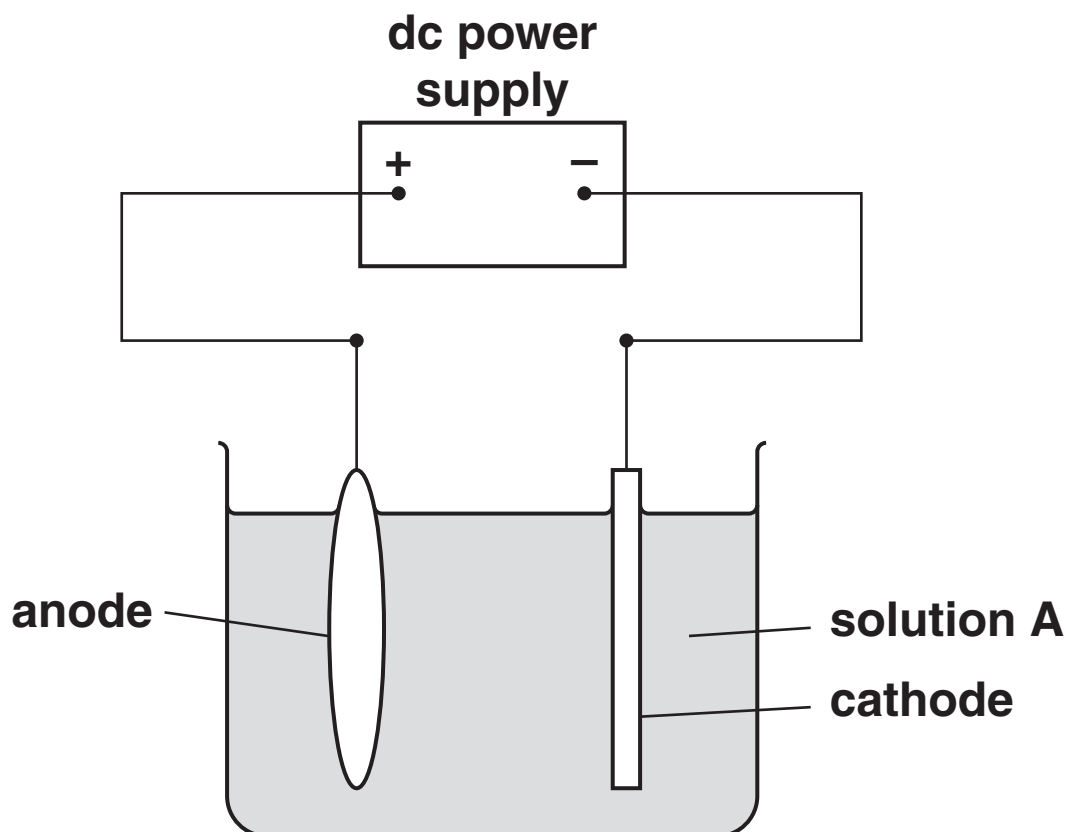 dc power
supply
+ −
anode
solution A
cathode